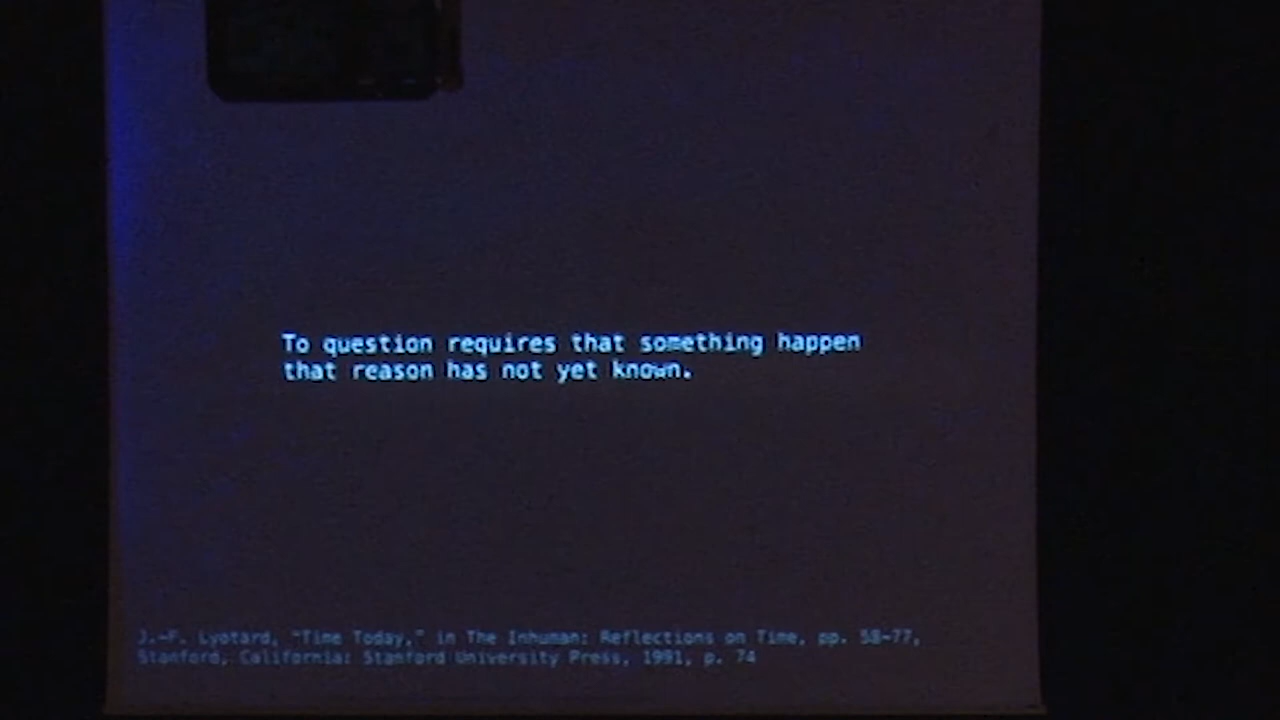 To question requires that something happen
that reason has not yet known.
J.-F. Lyotard, "Time Today," in The Inhuman: Reflections on Time, pp. 58-77,
Stanford, California: Stanford University Press, 1991, p. 74